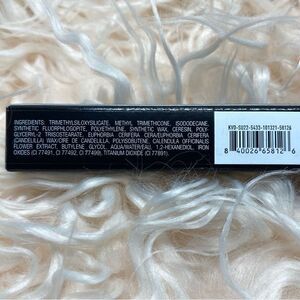 INGREDIENTS: TRIMETHYLSILOXYSILICATE, METHYL TRIMETHICONE, ISODODECANE,
SYNTHETIC FLUORPHLOGOPITE, POLYETHYLENE, SYNTHETIC WAX, CERESIN, POLY-
GLYCERYL-2 TRIISOSTEARATE, EUPHORBIA CERIFERA CERA/EUPHORBIA CERIFERA
(CANDELILLA) WAX/CIRE DE CANDELILLA, POLYISOBUTENE, CALENDULA OFFICINALIS
FLOWER EXTRACT, BUTYLENE GLYCOL, AQUA/WATER/EAU, 1,2-HEXANEDIOL, IRON
OXIDES (CI 77491, CI 77492, CI 77499), TITANIUM DIOXIDE (CI 77891)
8 40026 65812 6